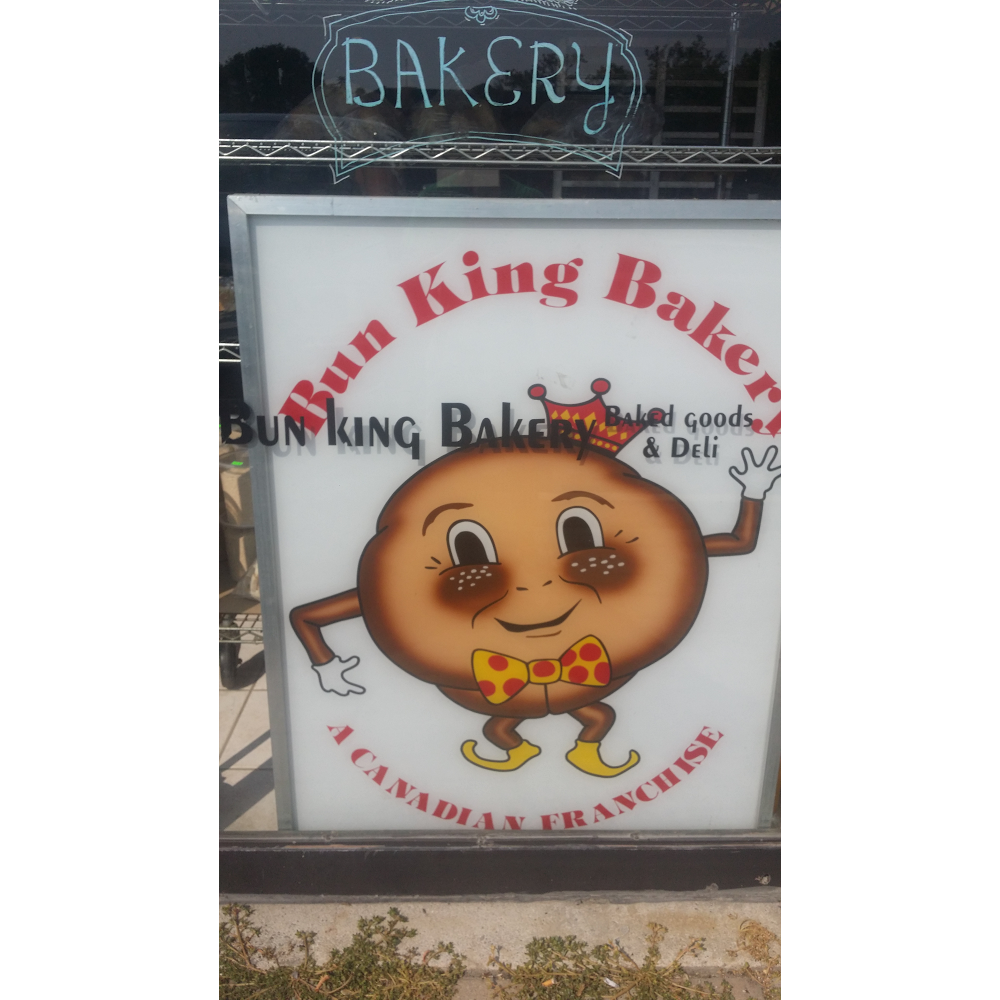 BAKERY
Bun King Bakery
Bun King Bakery Baked goods
& Deli
A CANADIAN FRANCHISE